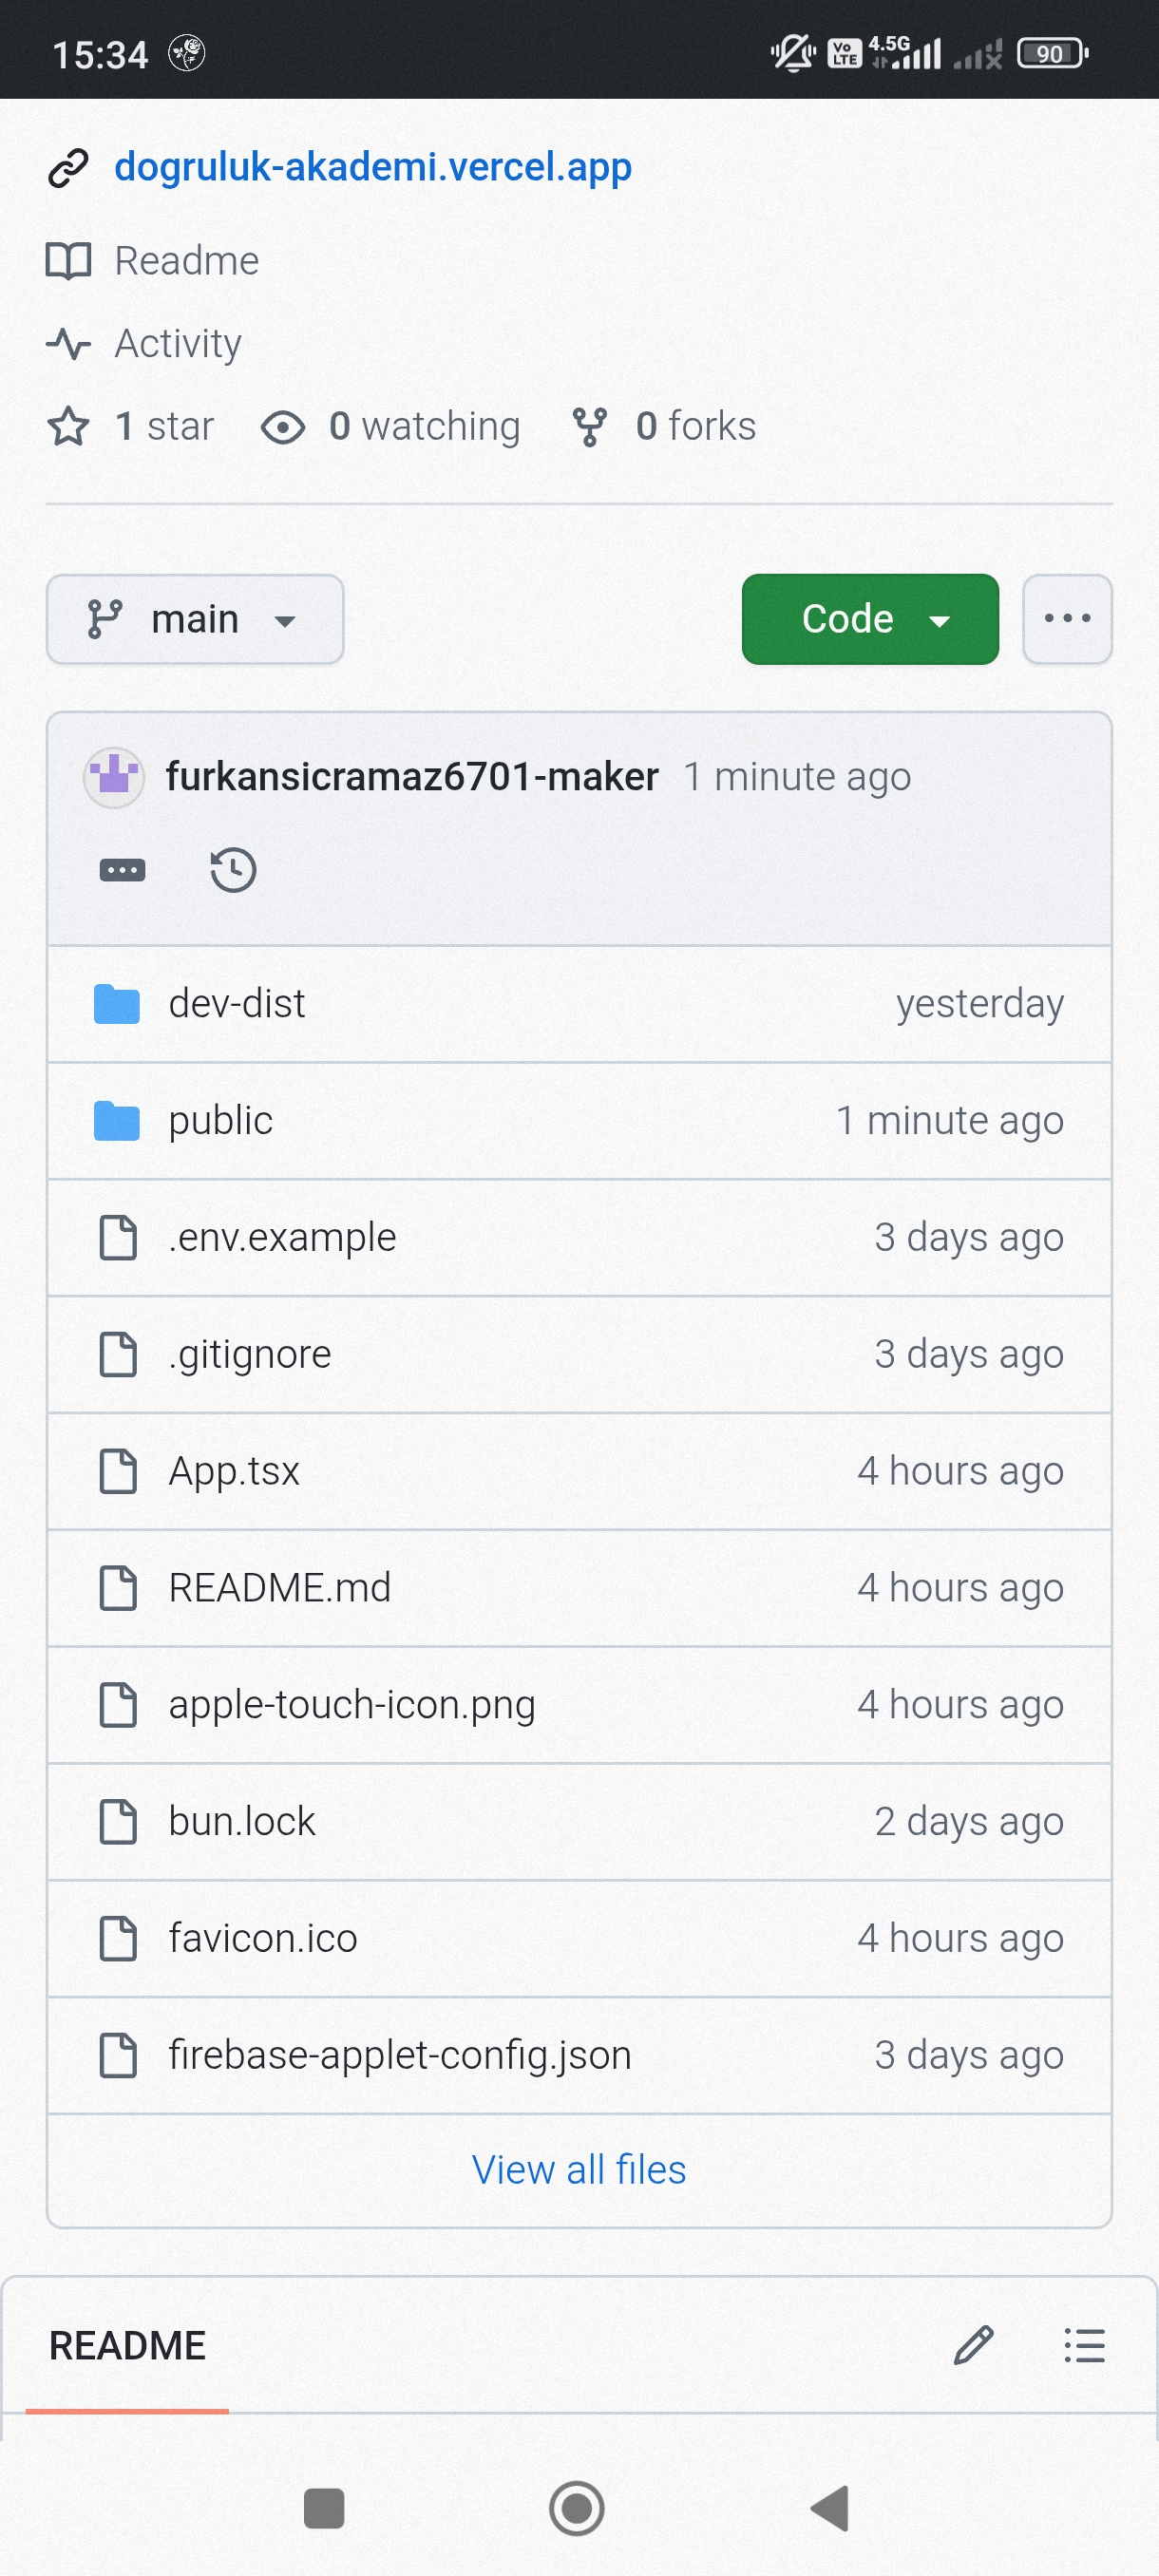 15:34 Vo LTE 4.5G 90
dogruluk-akademi.vercel.app
Readme
Activity
1 star 0 watching 0 forks
main Code
furkansicramaz6701-maker 1 minute ago
dev-dist yesterday
public 1 minute ago
.env.example 3 days ago
.gitignore 3 days ago
App.tsx 4 hours ago
README.md 4 hours ago
apple-touch-icon.png 4 hours ago
bun.lock 2 days ago
favicon.ico 4 hours ago
firebase-applet-config.json 3 days ago
View all files
README